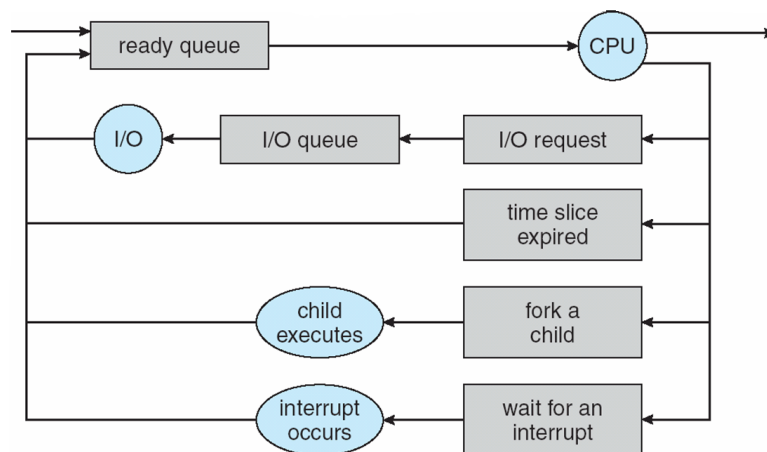 ready queue
CPU
I/O
I/O queue
I/O request
time slice
expired
child
executes
fork a
child
interrupt
occurs
wait for an
interrupt